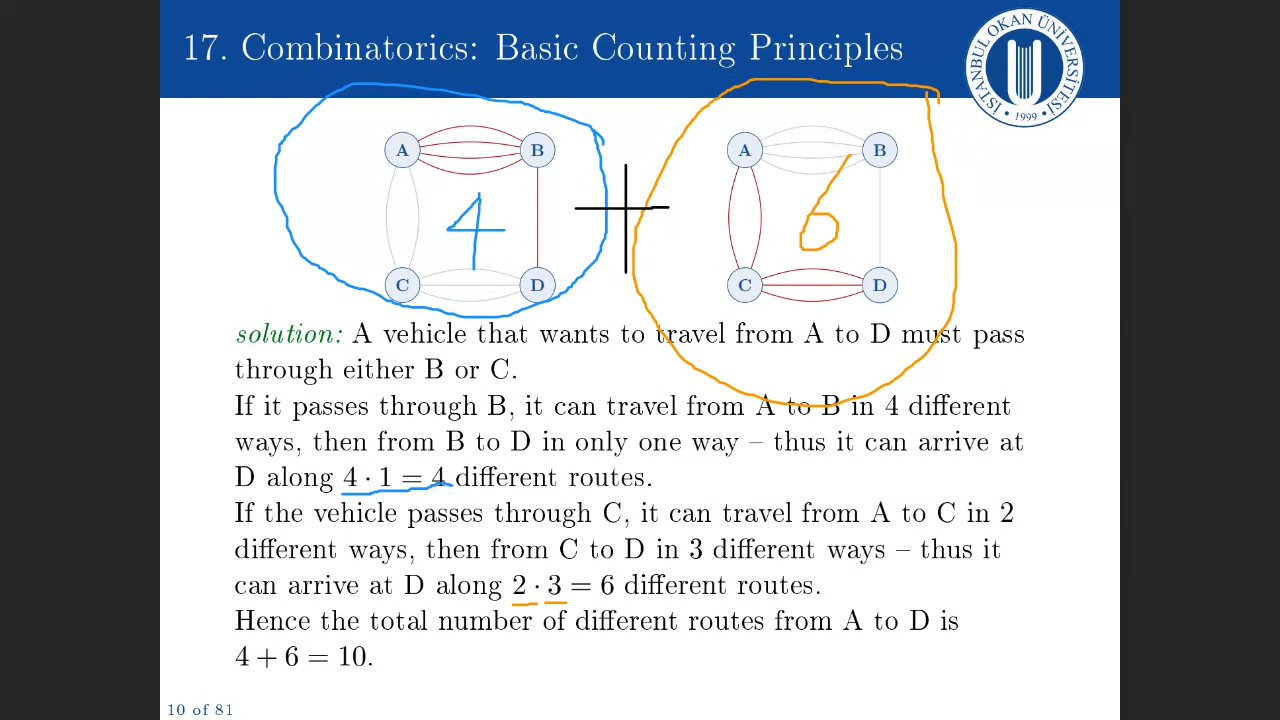 17. Combinatorics: Basic Counting Principles
İSTANBUL OKAN ÜNİVERSİTESİ
1999
A B A B
4 + 6
C D C D
solution: A vehicle that wants to travel from A to D must pass
through either B or C.
If it passes through B, it can travel from A to B in 4 different
ways, then from B to D in only one way – thus it can arrive at
D along 4 · 1 = 4 different routes.
If the vehicle passes through C, it can travel from A to C in 2
different ways, then from C to D in 3 different ways – thus it
can arrive at D along 2 · 3 = 6 different routes.
Hence the total number of different routes from A to D is
4 + 6 = 10.
10 of 81